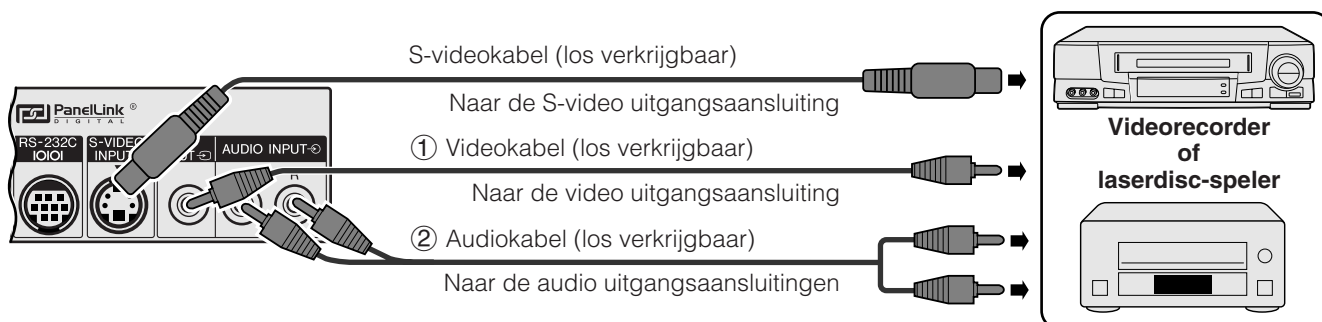 S-videokabel (los verkrijgbaar)
Naar de S-video uitgangsaansluiting
PanelLink ®
DIGITAL
RS-232C
IOIOI
S-VIDEO
INPUT
AUDIO INPUT
R
① Videokabel (los verkrijgbaar)
Naar de video uitgangsaansluiting
② Audiokabel (los verkrijgbaar)
Naar de audio uitgangsaansluitingen
Videorecorder
of
laserdisc-speler